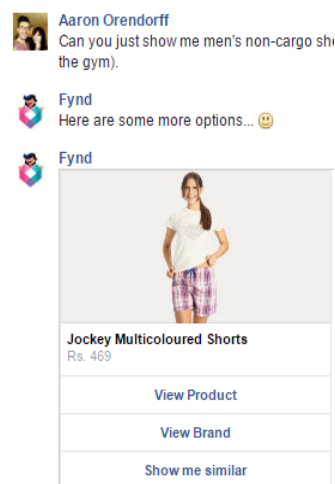 Aaron Orendorff
Can you just show me men's non-cargo
the gym).
Fynd
Here are some more options...
Fynd
Jockey Multicoloured Shorts
Rs. 469
View Product
View Brand
Show me similar